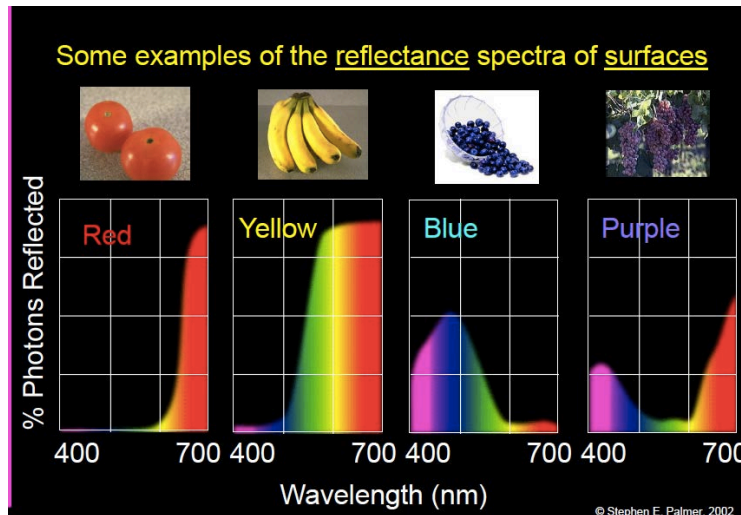 Some examples of the reflectance spectra of surfaces
Red
Yellow
Blue
Purple
% Photons Reflected
400
700
400
700
400
700
400
700
Wavelength (nm)
© Stephen E. Palmer, 2002